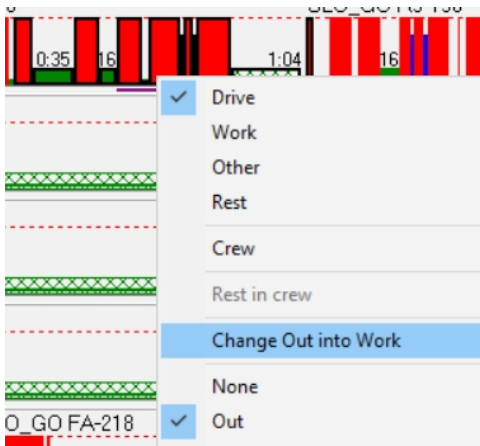 0:35
16
1:04
16
Drive
Work
Other
Rest
Crew
Rest in crew
Change Out into Work
None
O_GO FA-218
Out